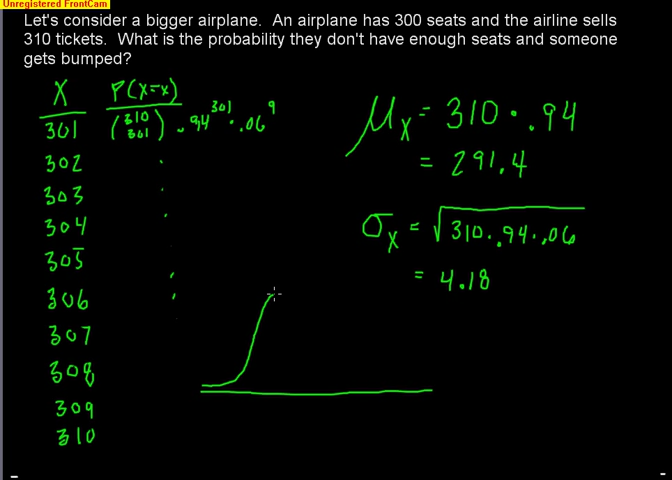 Unregistered FrontCam
Let's consider a bigger airplane. An airplane has 300 seats and the airline sells
310 tickets. What is the probability they don't have enough seats and someone
gets bumped?
X P(X=x)
301 (310 301) · .94^301 · .06^9
302
303
304
305
306
307
308
309
310
μx = 310 · .94
= 291.4
σx = √310 · .94 · .06
= 4.18